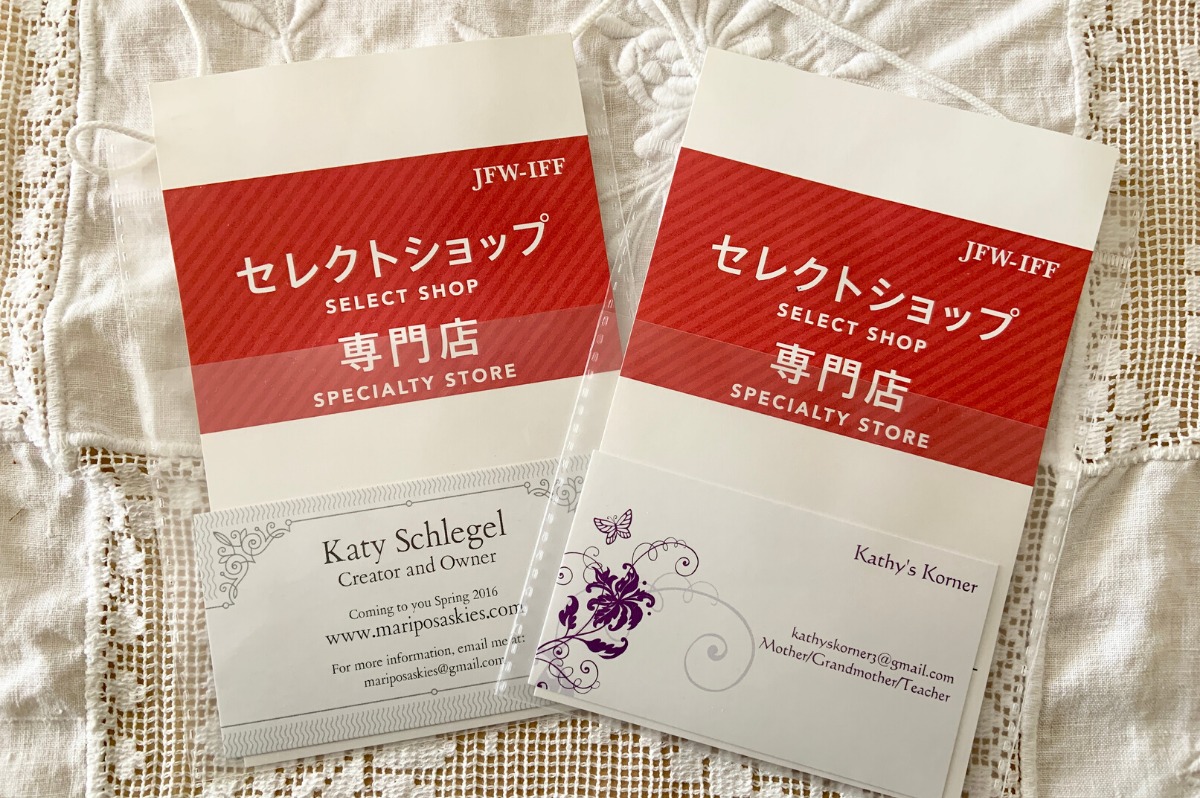 JFW-IFF
セレクトショップ
SELECT SHOP
専門店
SPECIALTY STORE
Katy Schlegel
Creator and Owner
Coming to you Spring 2016
www.mariposaskies.com
For more information, email me at:
mariposaskies@gmail.com
JFW-IFF
セレクトショップ
SELECT SHOP
専門店
SPECIALTY STORE
Kathy's Korner
kathyskorner3@gmail.com
Mother/Grandmother/Teacher